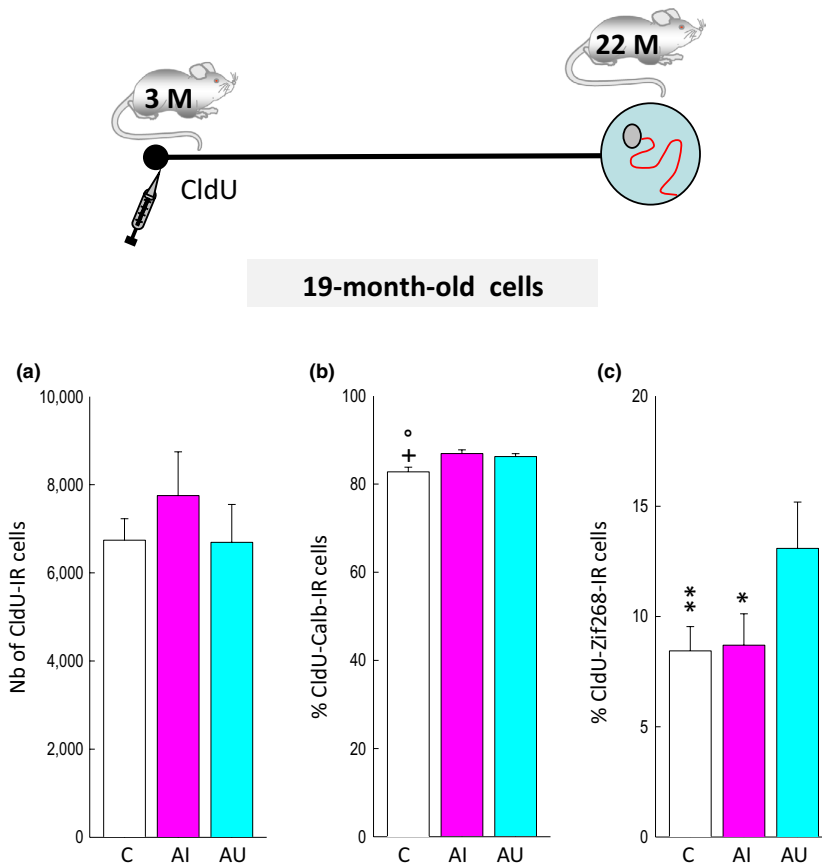 3 M
22 M
CldU
19-month-old cells
(a)
(b)
(c)
Nb of CldU-IR cells
10,000
8,000
6,000
4,000
2,000
0
C AI AU
% CldU-Calb-IR cells
100
80
60
40
20
0
°
+
C AI AU
% CldU-Zif268-IR cells
20
15
10
5
0
**
*
C AI AU